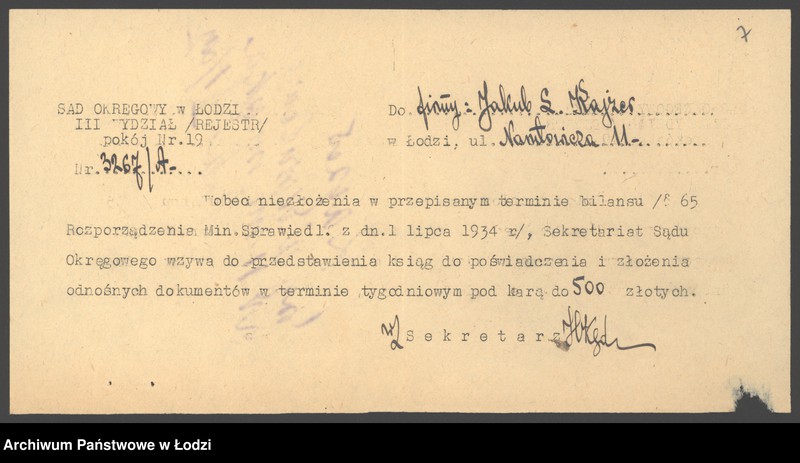 7
SĄD OKRĘGOWY w ŁODZI
III WYDZIAŁ /REJESTR/
pokój Nr.19
Nr. 3267/A-
Do firmy: Jakub L. Kajzer
w Łodzi, ul. Narutowicza 11-
Wobec niezłożenia w przepisanym terminie bilansu /§ 65
Rozporządzenia Min.Sprawiedl. z dn.1 lipca 1934 r/, Sekretariat Sądu
Okręgowego wzywa do przedstawienia ksiąg do poświadczenia i złożenia
odnośnych dokumentów w terminie tygodniowym pod karą do 500 złotych.
Sekretarz
Archiwum Państwowe w Łodzi